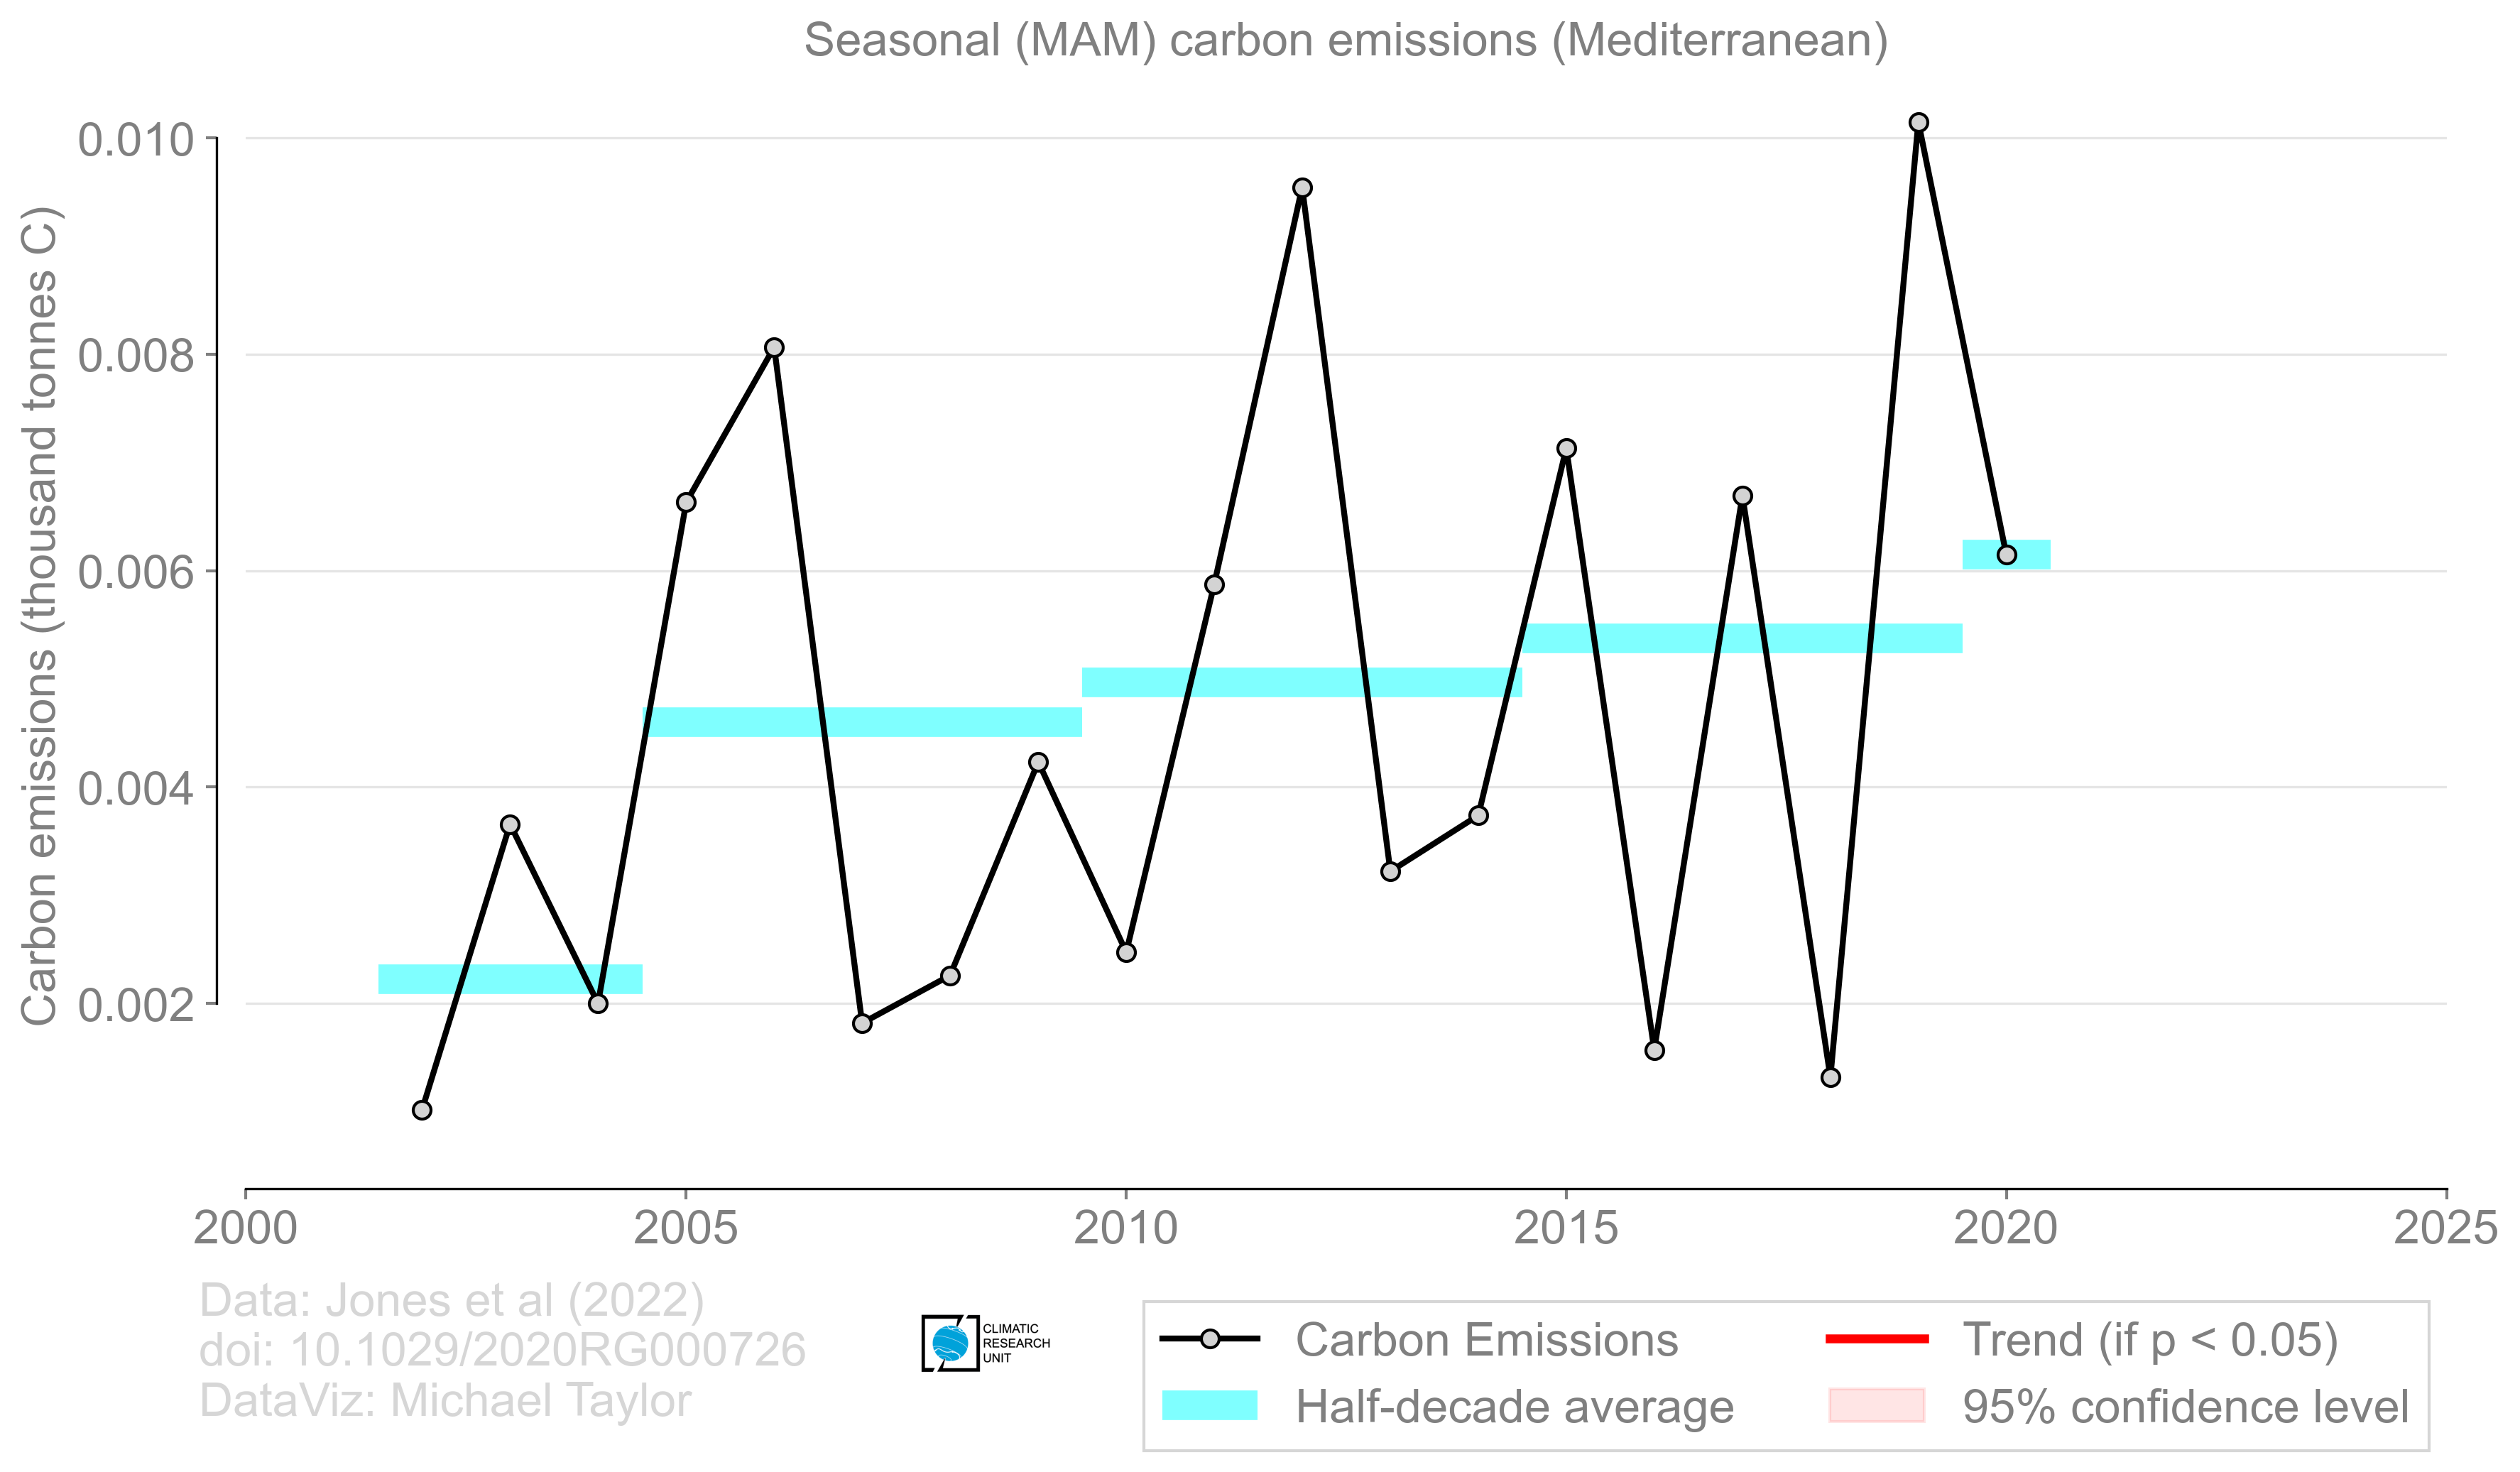 Seasonal (MAM) carbon emissions (Mediterranean)
Carbon emissions (thousand tonnes C)
0.010
0.008
0.006
0.004
0.002
2000 2005 2010 2015 2020 2025
Data: Jones et al (2022)
doi: 10.1029/2020RG000726
DataViz: Michael Taylor
CLIMATIC
RESEARCH
UNIT
Carbon Emissions
Half-decade average
Trend (if p < 0.05)
95% confidence level